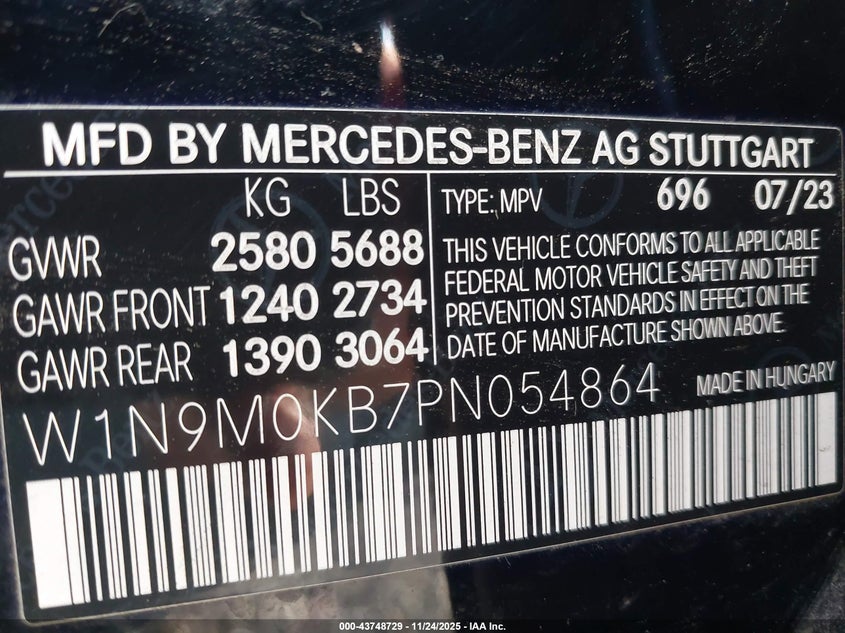 MFD BY MERCEDES-BENZ AG STUTTGART
KG LBS
GVWR 2580 5688
GAWR FRONT 1240 2734
GAWR REAR 1390 3064
TYPE: MPV 696 07/23
THIS VEHICLE CONFORMS TO ALL APPLICABLE
FEDERAL MOTOR VEHICLE SAFETY AND THEFT
PREVENTION STANDARDS IN EFFECT ON THE
DATE OF MANUFACTURE SHOWN ABOVE.
W1N9M0KB7PN054864
MADE IN HUNGARY
000-43748729 - 11/24/2025 - IAA Inc.